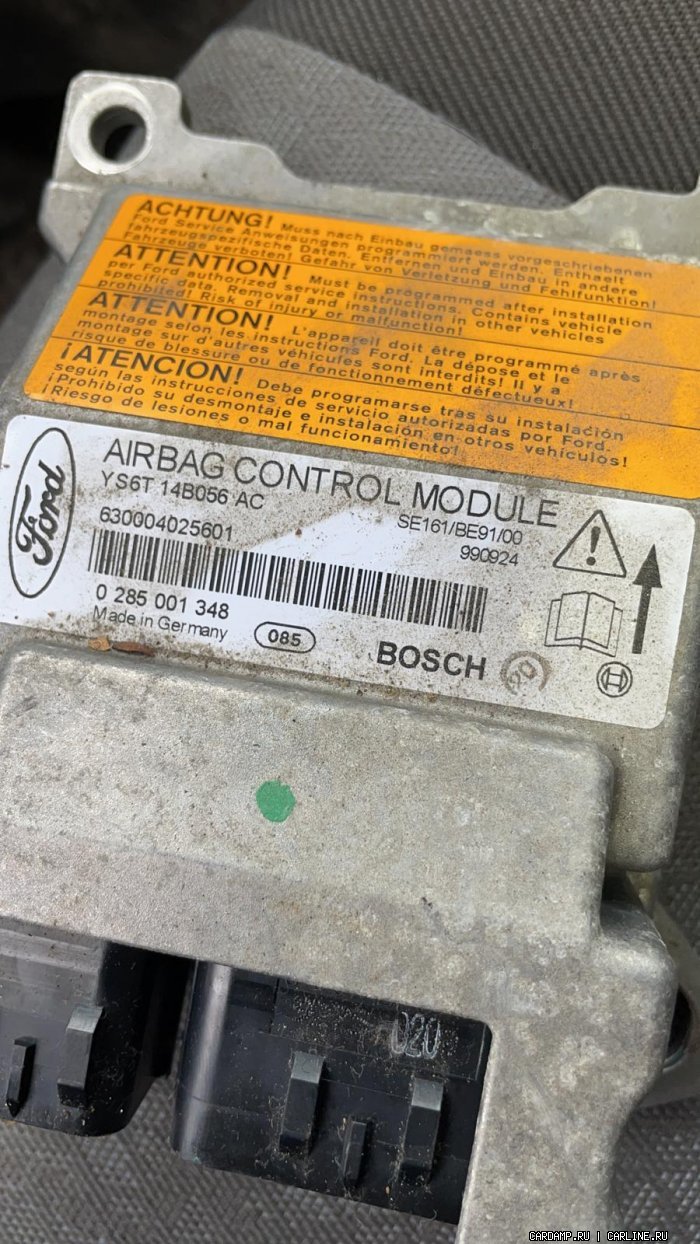 ACHTUNG! Muss nach Einbau gemaess vorgeschriebenen
Ford Service Anweisungen programmiert werden. Enthaelt
fahrzeugspezifische Daten. Entfernen und Einbau in andere
Fahrzeuge verboten! Gefahr von Verletzung und Fehlfunktion!
ATTENTION! Must be programmed after installation
per Ford authorized service instructions. Contains vehicle
specific data. Removal and installation in other vehicles
prohibited! Risk of injury or malfunction!
ATTENTION! L'appareil doit être programmé après
montage selon les instructions Ford. La dépose et le
montage sur d'autres véhicules sont interdits! Il y a
risque de blessure ou de fonctionnement défectueux!
¡ATENCION! Debe programarse tras su instalación
según las instrucciones de servicio autorizadas por Ford.
¡Prohibido su desmontaje e instalación en otros vehículos!
¡Riesgo de lesiones o mal funcionamiento!
Ford
AIRBAG CONTROL MODULE
YS6T 14B056 AC
SE161/BE91/00
630004025601
990924
0 285 001 348
Made in Germany
085
BOSCH
PO
020
CARDAMP.RU | CARLINE.RU